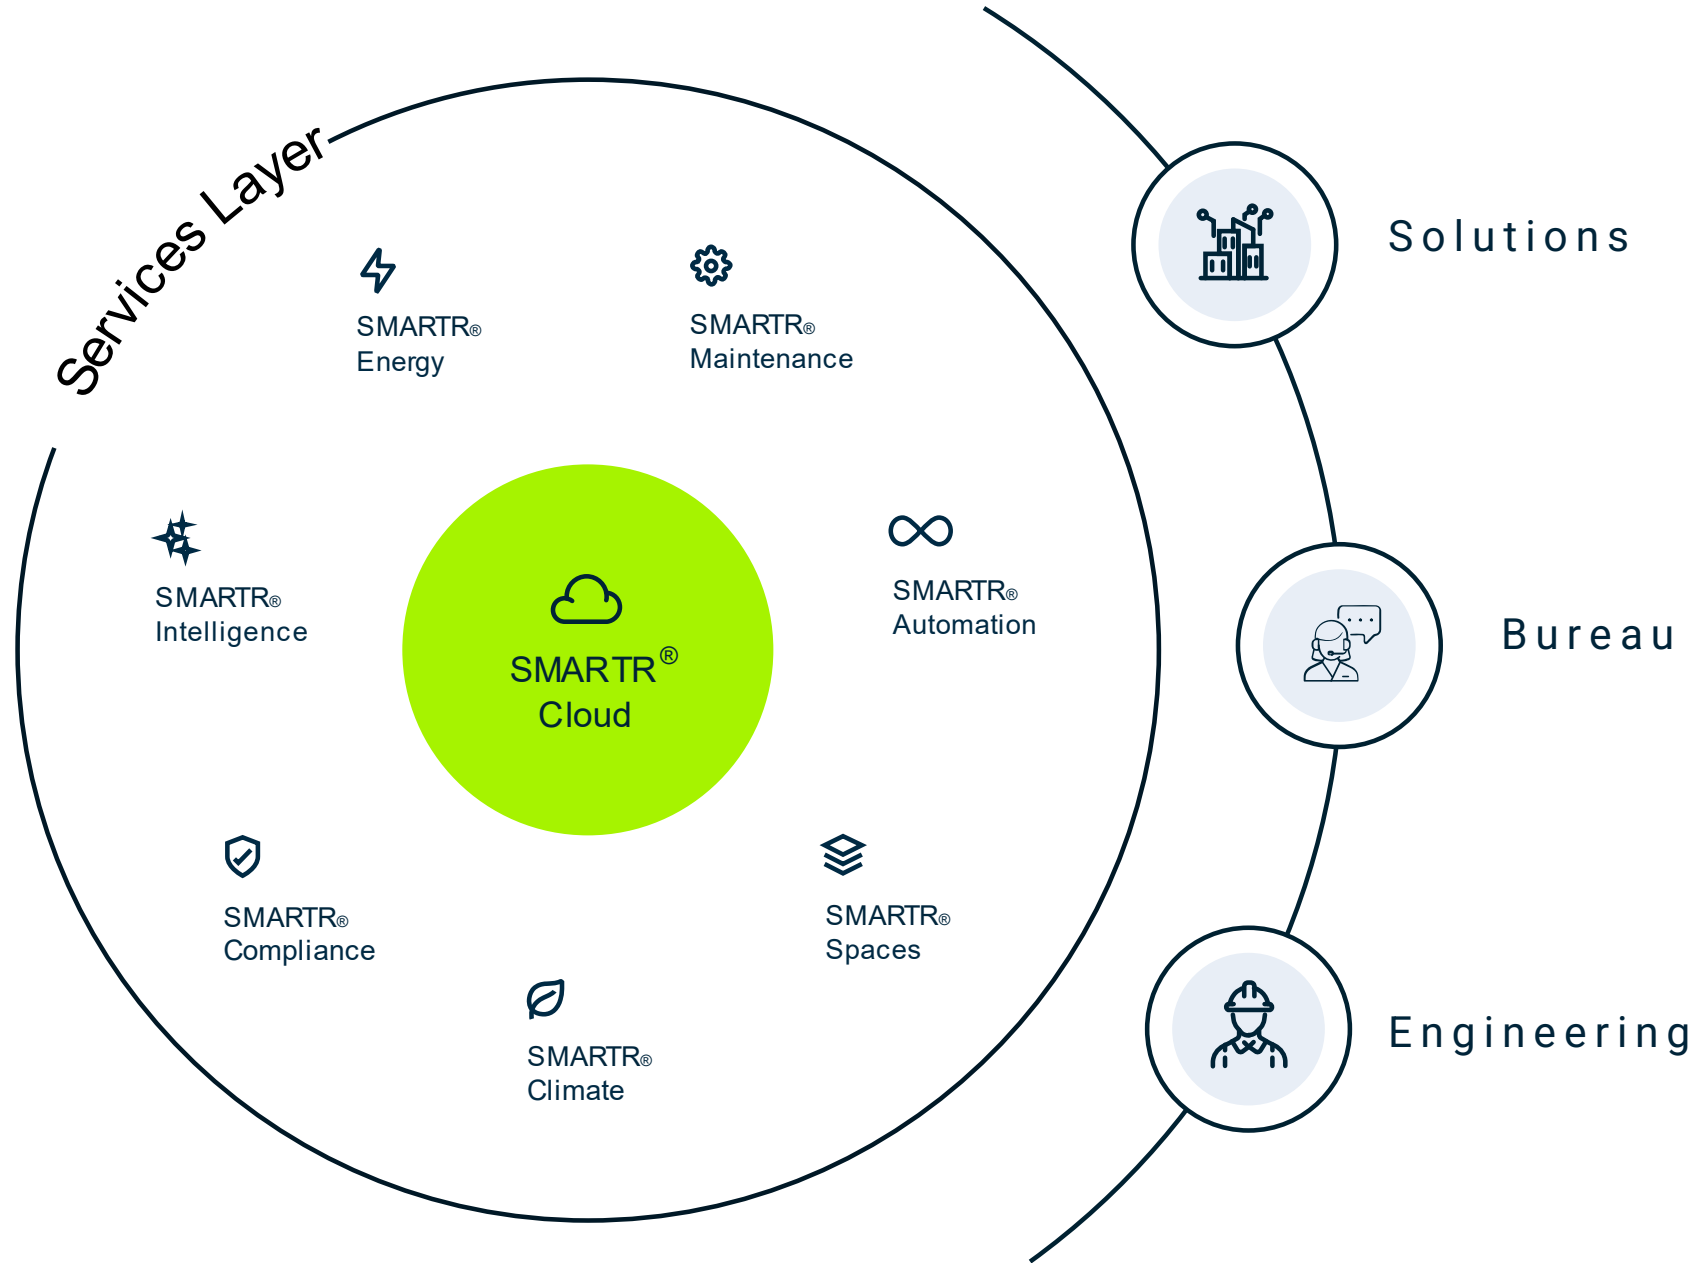 Services Layer
SMARTR®
Energy
SMARTR®
Maintenance
SMARTR®
Intelligence
SMARTR®
Cloud
SMARTR®
Automation
SMARTR®
Compliance
SMARTR®
Spaces
SMARTR®
Climate
Solutions
Bureau
Engineering